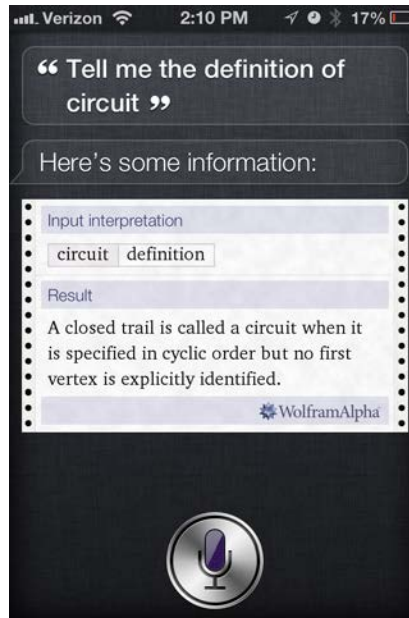 Verizon 2:10 PM 17%
“ Tell me the definition of
circuit ”
Here's some information:
Input interpretation
circuit definition
Result
A closed trail is called a circuit when it
is specified in cyclic order but no first
vertex is explicitly identified.
WolframAlpha